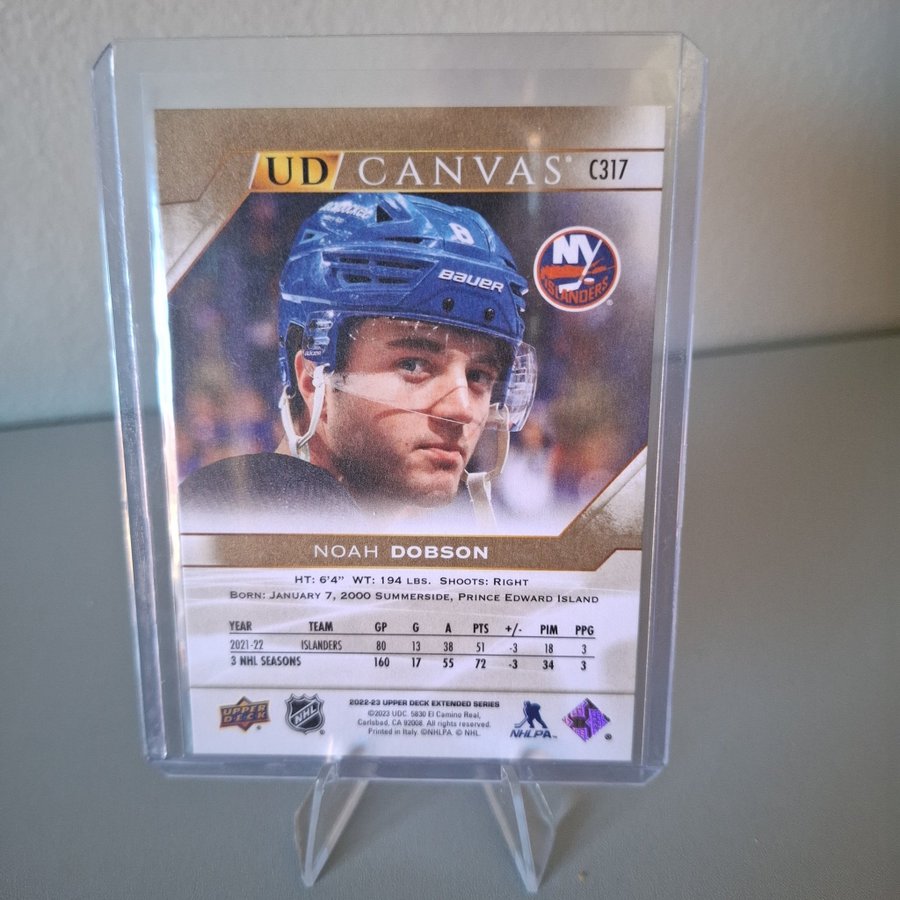 UD CANVAS® C317
8
BAUER
NY
ISLANDERS
®
BAUER
NOAH DOBSON
HT: 6'4" WT: 194 LBS. SHOOTS: RIGHT
BORN: JANUARY 7, 2000 SUMMERSIDE, PRINCE EDWARD ISLAND
YEAR TEAM GP G A PTS +/- PIM PPG
2021-22 ISLANDERS 80 13 38 51 -3 18 3
3 NHL SEASONS 160 17 55 72 -3 34 3
UPPER DECK®
NHL®
2022-23 UPPER DECK EXTENDED SERIES
©2023 UDC. 5830 El Camino Real,
Carlsbad, CA 92008. All rights reserved.
Printed in Italy. ©NHLPA. © NHL.
NHLPA™
®